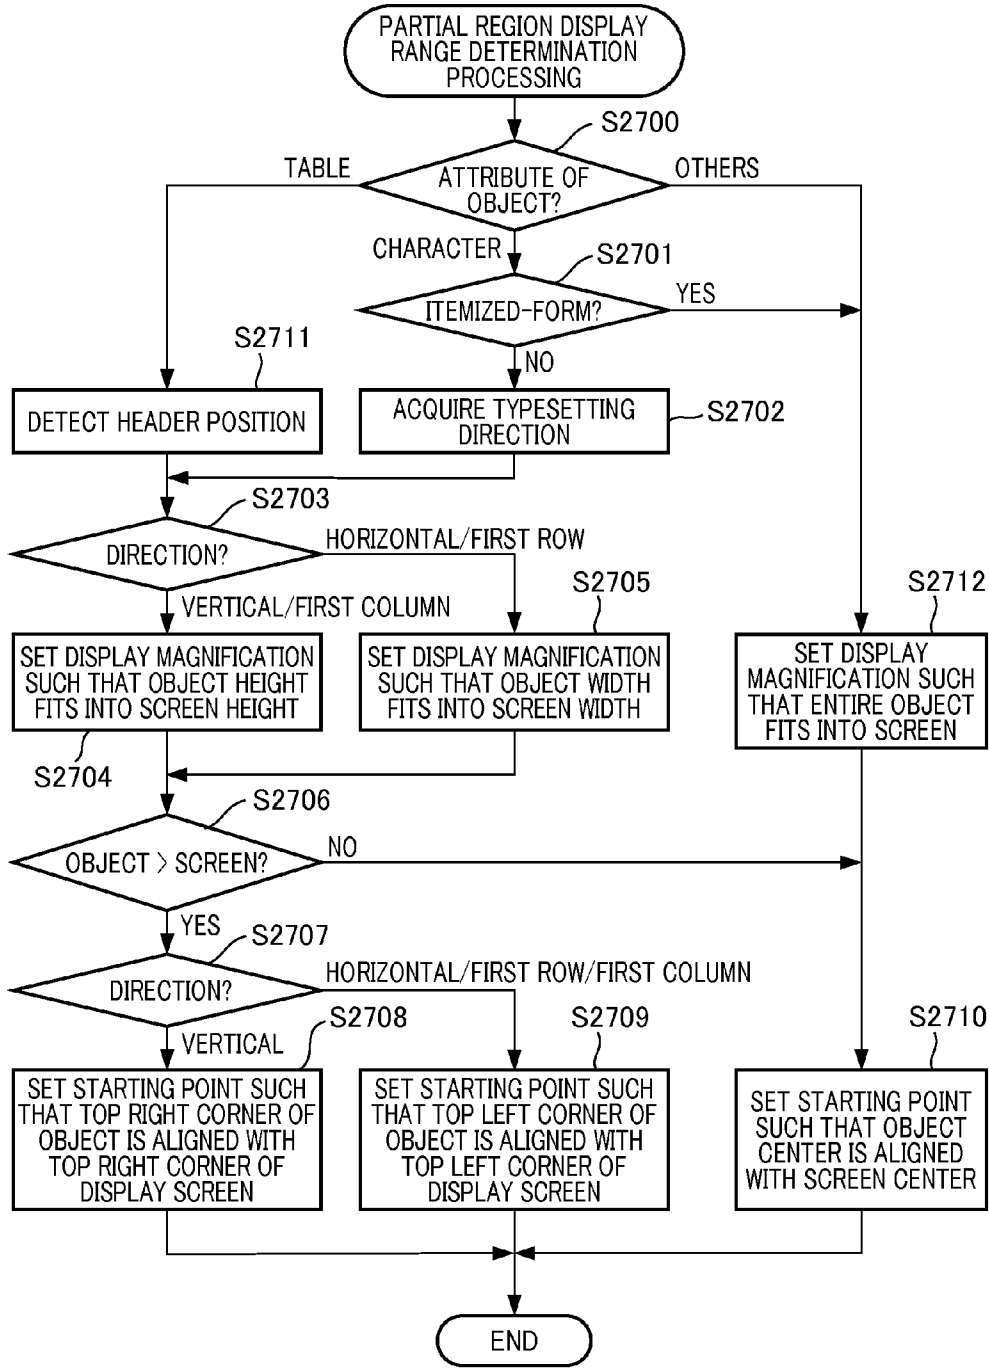 PARTIAL REGION DISPLAY
RANGE DETERMINATION
PROCESSING
S2700
TABLE
ATTRIBUTE OF
OBJECT?
OTHERS
CHARACTER
S2701
ITEMIZED-FORM?
YES
NO
S2711
DETECT HEADER POSITION
ACQUIRE TYPESETTING
DIRECTION
S2702
S2703
DIRECTION?
HORIZONTAL/FIRST ROW
VERTICAL/FIRST COLUMN
S2705
S2712
SET DISPLAY MAGNIFICATION
SUCH THAT OBJECT HEIGHT
FITS INTO SCREEN HEIGHT
S2704
SET DISPLAY MAGNIFICATION
SUCH THAT OBJECT WIDTH
FITS INTO SCREEN WIDTH
SET DISPLAY
MAGNIFICATION SUCH
THAT ENTIRE OBJECT
FITS INTO SCREEN
S2706
OBJECT > SCREEN?
NO
YES
S2707
DIRECTION?
HORIZONTAL/FIRST ROW/FIRST COLUMN
VERTICAL
S2708
S2709
S2710
SET STARTING POINT SUCH
THAT TOP RIGHT CORNER OF
OBJECT IS ALIGNED WITH
TOP RIGHT CORNER OF
DISPLAY SCREEN
SET STARTING POINT SUCH
THAT TOP LEFT CORNER OF
OBJECT IS ALIGNED WITH
TOP LEFT CORNER OF
DISPLAY SCREEN
SET STARTING POINT
SUCH THAT OBJECT
CENTER IS ALIGNED
WITH SCREEN CENTER
END